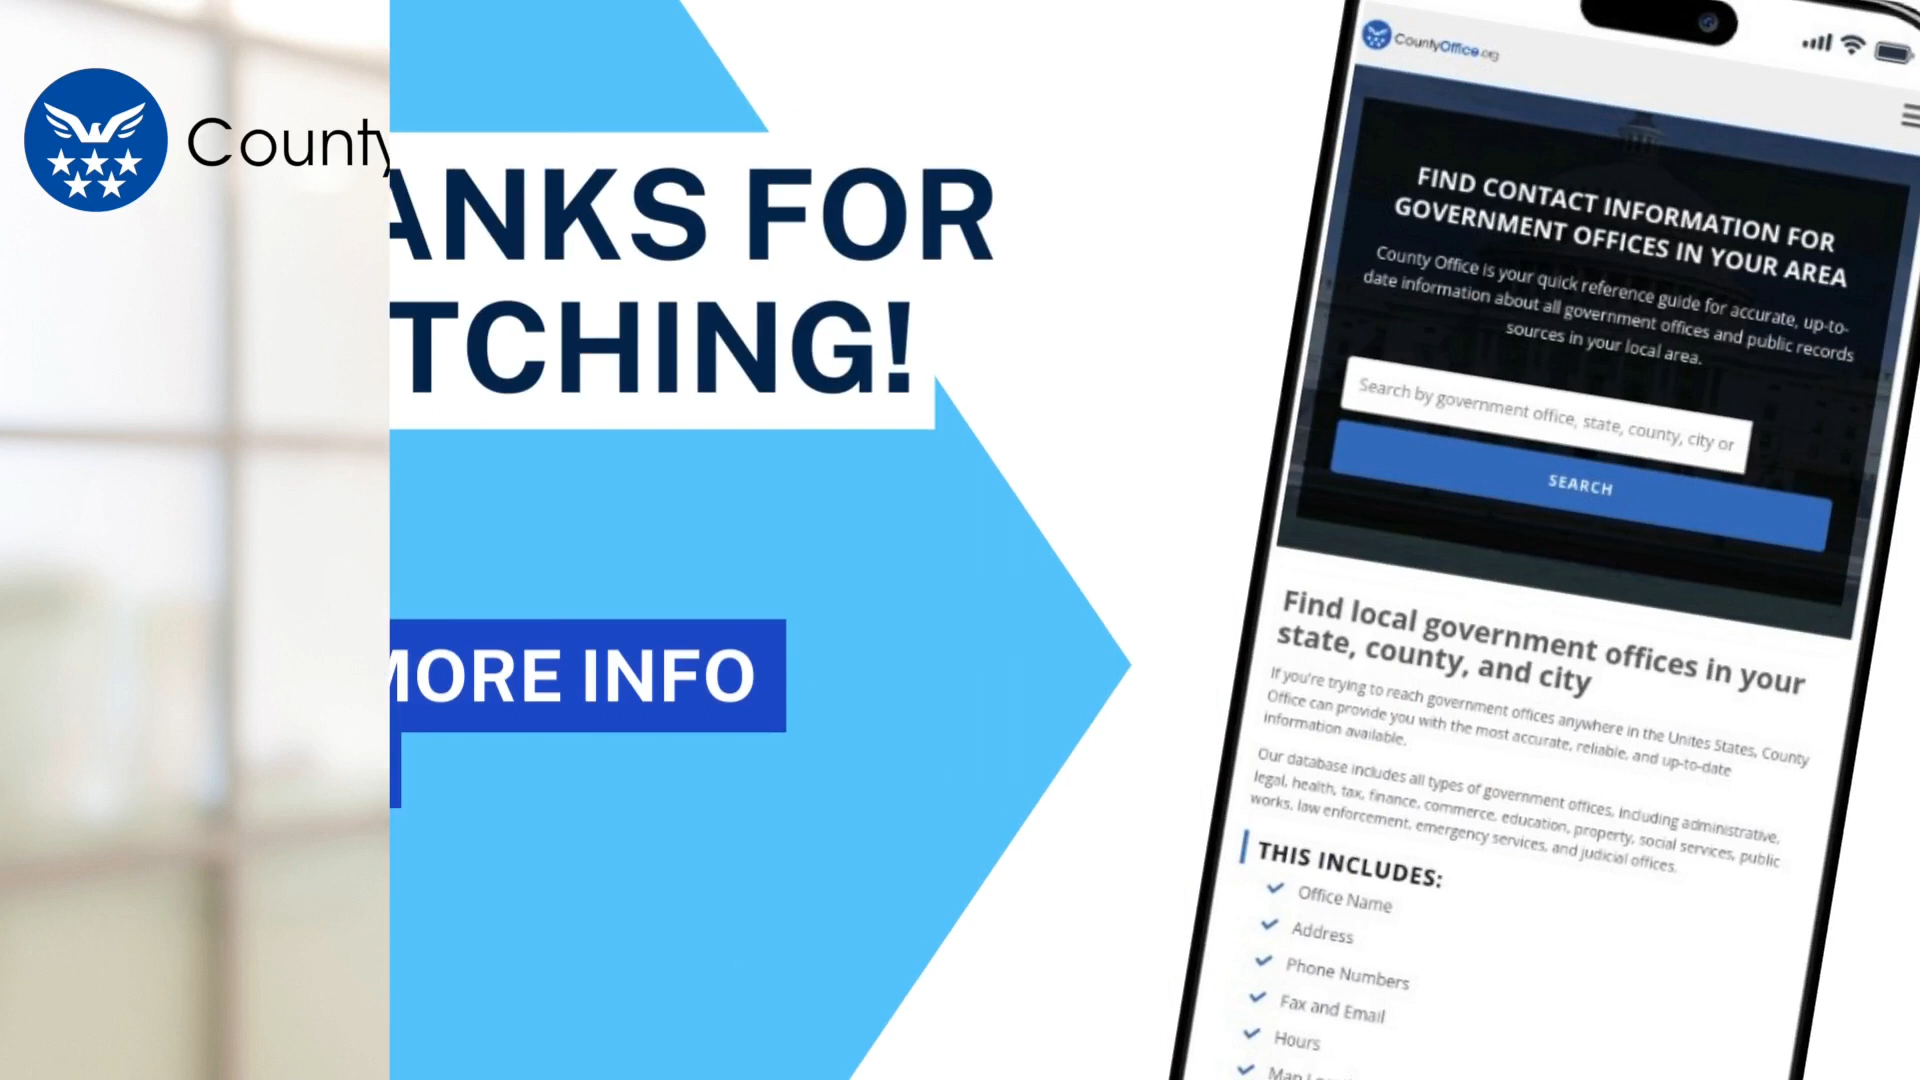 County
ANKS FOR
TCHING!
MORE INFO
CountyOffice.org
FIND CONTACT INFORMATION FOR
GOVERNMENT OFFICES IN YOUR AREA
County Office is your quick reference guide for accurate, up-to-
date information about all government offices and public records
sources in your local area.
Search by government office, state, county, city or
SEARCH
Find local government offices in your
state, county, and city
If you're trying to reach government offices anywhere in the Unites States, County
Office can provide you with the most accurate, reliable, and up-to-date
information available.
Our database includes all types of government offices, including administrative,
legal, health, tax, finance, commerce, education, property, social services, public
works, law enforcement, emergency services, and judicial offices.
THIS INCLUDES:
Office Name
Address
Phone Numbers
Fax and Email
Hours
Map